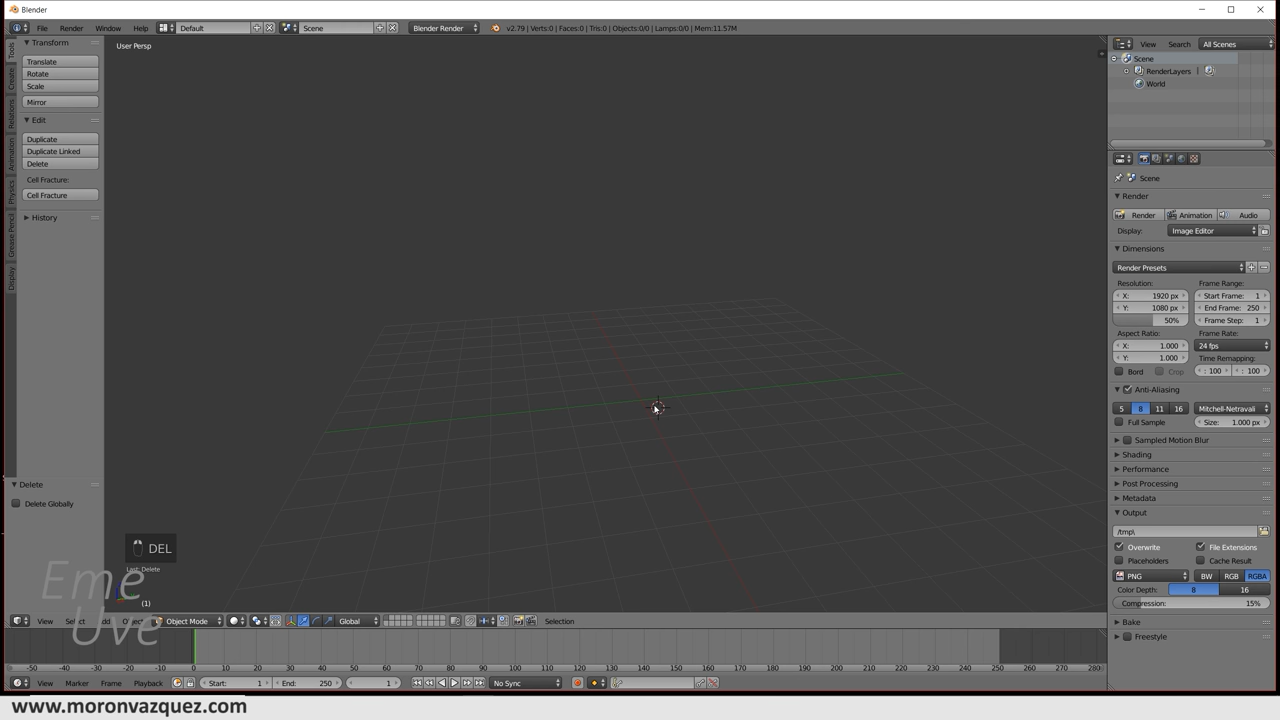 Blender
File Render Window Help Default Scene Blender Render v2.79 | Verts:0 | Faces:0 | Tris:0 | Objects:0/0 | Lamps:0/0 | Mem:11.57M
Transform
Translate
Rotate
Scale
Mirror
Edit
Duplicate
Duplicate Linked
Delete
Cell Fracture:
Cell Fracture
History
Tools
Create
Relations
Animation
Physics
Grease Pencil
Display
Delete
Delete Globally
User Persp
DEL
Last: Delete
(1)
Eme
Uve
View Select Add Object Object Mode Global Selection
-50 -40 -30 -20 -10 0 10 20 30 40 50 60 70 80 90 100 110 120 130 140 150 160 170 180 190 200 210 220 230 240 250 260 270 280
View Marker Frame Playback Start: 1 End: 250 1 No Sync
View Search All Scenes
Scene
RenderLayers |
World
Scene
Render
Render Animation Audio
Display: Image Editor
Dimensions
Render Presets
Resolution: Frame Range:
X: 1920 px Start Frame: 1
Y: 1080 px End Frame: 250
50% Frame Step: 1
Aspect Ratio: Frame Rate:
X: 1.000 24 fps
Y: 1.000 Time Remapping:
Bord Crop : 100 : 100
Anti-Aliasing
5 8 11 16 Mitchell-Netravali
Full Sample Size: 1.000 px
Sampled Motion Blur
Shading
Performance
Post Processing
Metadata
Output
/tmp\
Overwrite File Extensions
Placeholders Cache Result
PNG BW RGB RGBA
Color Depth: 8 16
Compression: 15%
Bake
Freestyle
www.moronvazquez.com